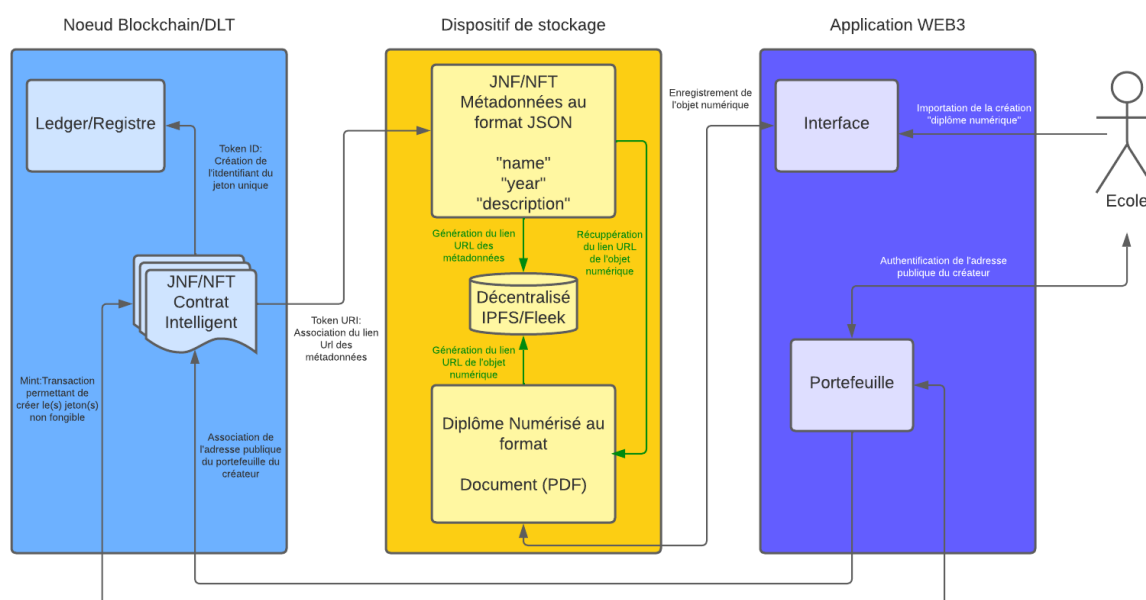 Noeud Blockchain/DLT
Dispositif de stockage
Application WEB3
Ledger/Registre
Token ID:
Création de
l'itdentifiant du
jeton unique
JNF/NFT
Contrat
Intelligent
Mint:Transaction
permettant de
créer le(s) jeton(s)
non fongible
Association de
l'adresse publique
du portefeuille du
créateur
Token URI:
Association du lien
Url des
métadonnées
JNF/NFT
Métadonnées au
format JSON
"name"
"year"
"description"
Génération du lien
URL des
métadonnées
Récuppération
du lien URL
de l'objet
numérique
Décentralisé
IPFS/Fleek
Génération du lien
URL de l'objet
numérique
Diplôme Numérisé au
format
Document (PDF)
Enregistrement de
l'objet numérique
Interface
Importation de la création
"diplôme numérique"
Ecole
Authentification de l'adresse
publique du créateur
Portefeuille